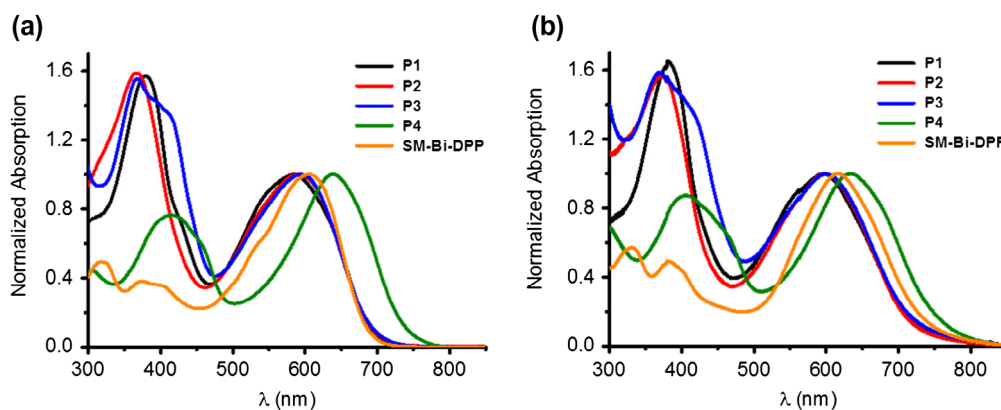 (a)
P1
P2
P3
P4
SM-Bi-DPP
1.6
1.2
0.8
0.4
0.0
Normalized Absorption
300 400 500 600 700 800
λ (nm)
(b)
P1
P2
P3
P4
SM-Bi-DPP
1.6
1.2
0.8
0.4
0.0
Normalized Absorption
300 400 500 600 700 800
λ (nm)